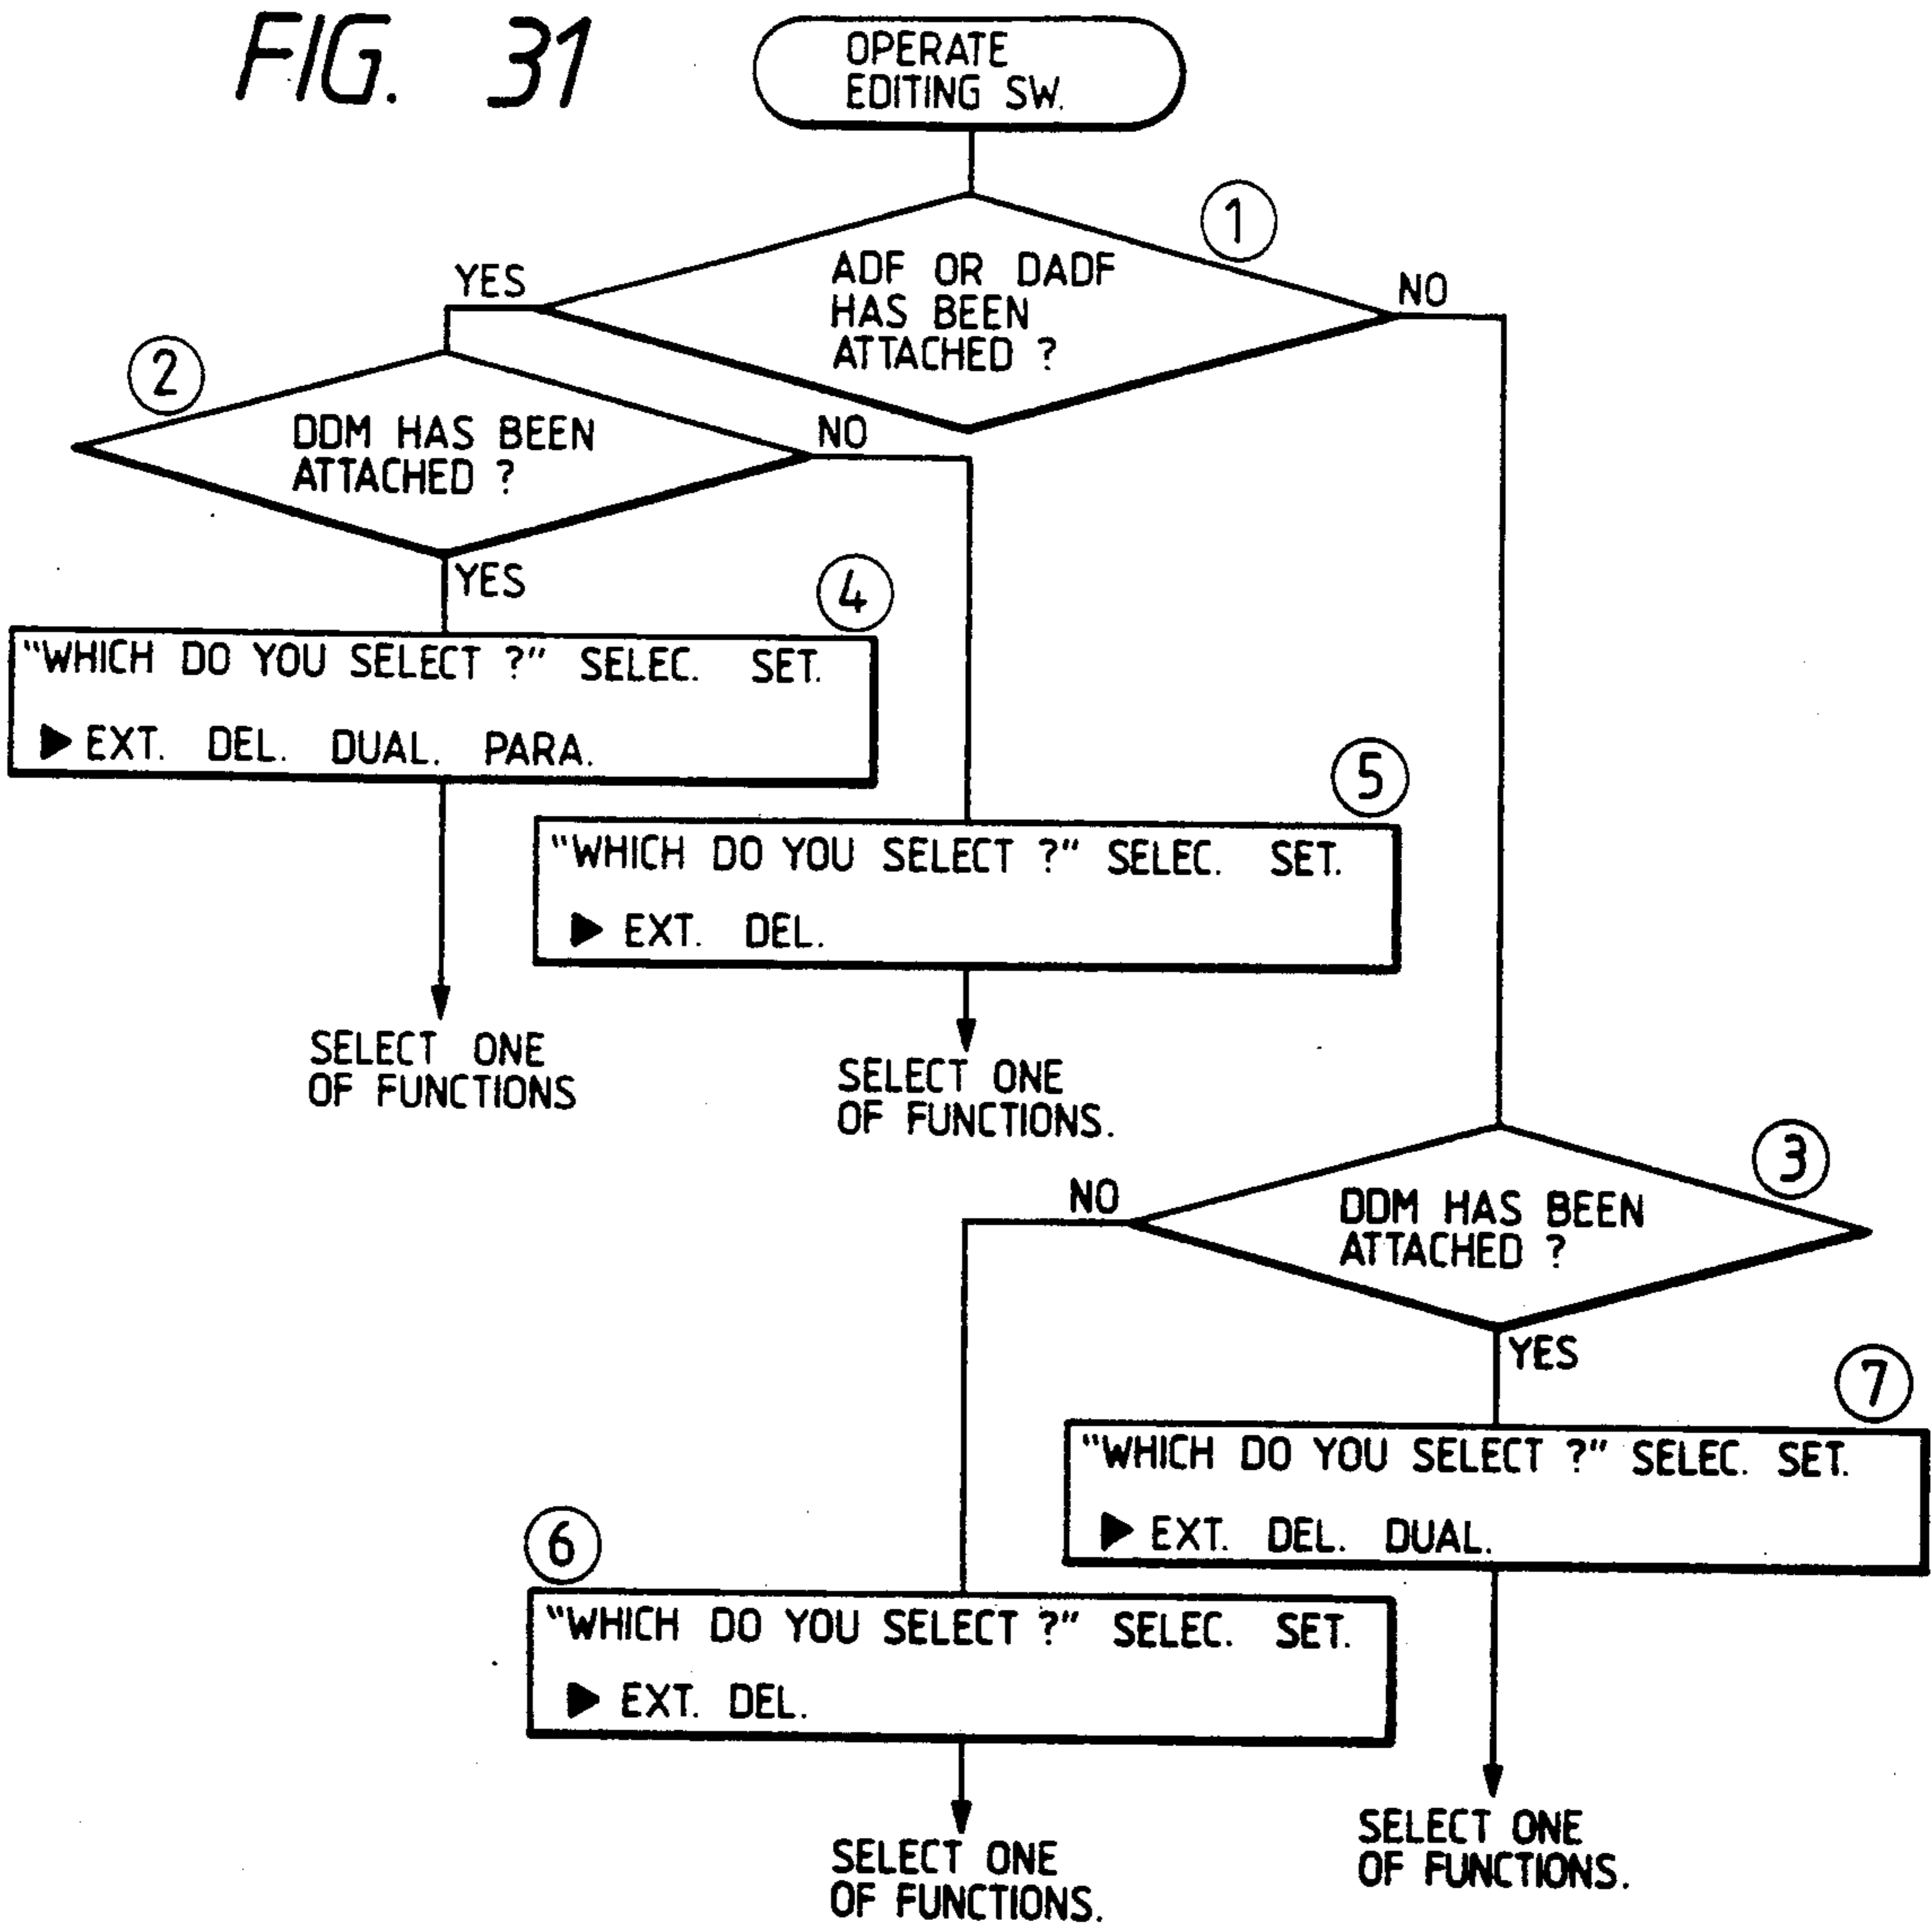 FIG. 31
OPERATE
EDITING SW.
1
ADF OR DADF
HAS BEEN
ATTACHED ?
YES
NO
2
DDM HAS BEEN
ATTACHED ?
NO
YES
4
"WHICH DO YOU SELECT ?" SELEC. SET.
▶ EXT. DEL. DUAL. PARA.
5
"WHICH DO YOU SELECT ?" SELEC. SET.
▶ EXT. DEL.
SELECT ONE
OF FUNCTIONS
SELECT ONE
OF FUNCTIONS.
3
NO
DDM HAS BEEN
ATTACHED ?
YES
7
"WHICH DO YOU SELECT ?" SELEC. SET.
▶ EXT. DEL. DUAL.
6
"WHICH DO YOU SELECT ?" SELEC. SET.
▶ EXT. DEL.
SELECT ONE
OF FUNCTIONS.
SELECT ONE
OF FUNCTIONS.